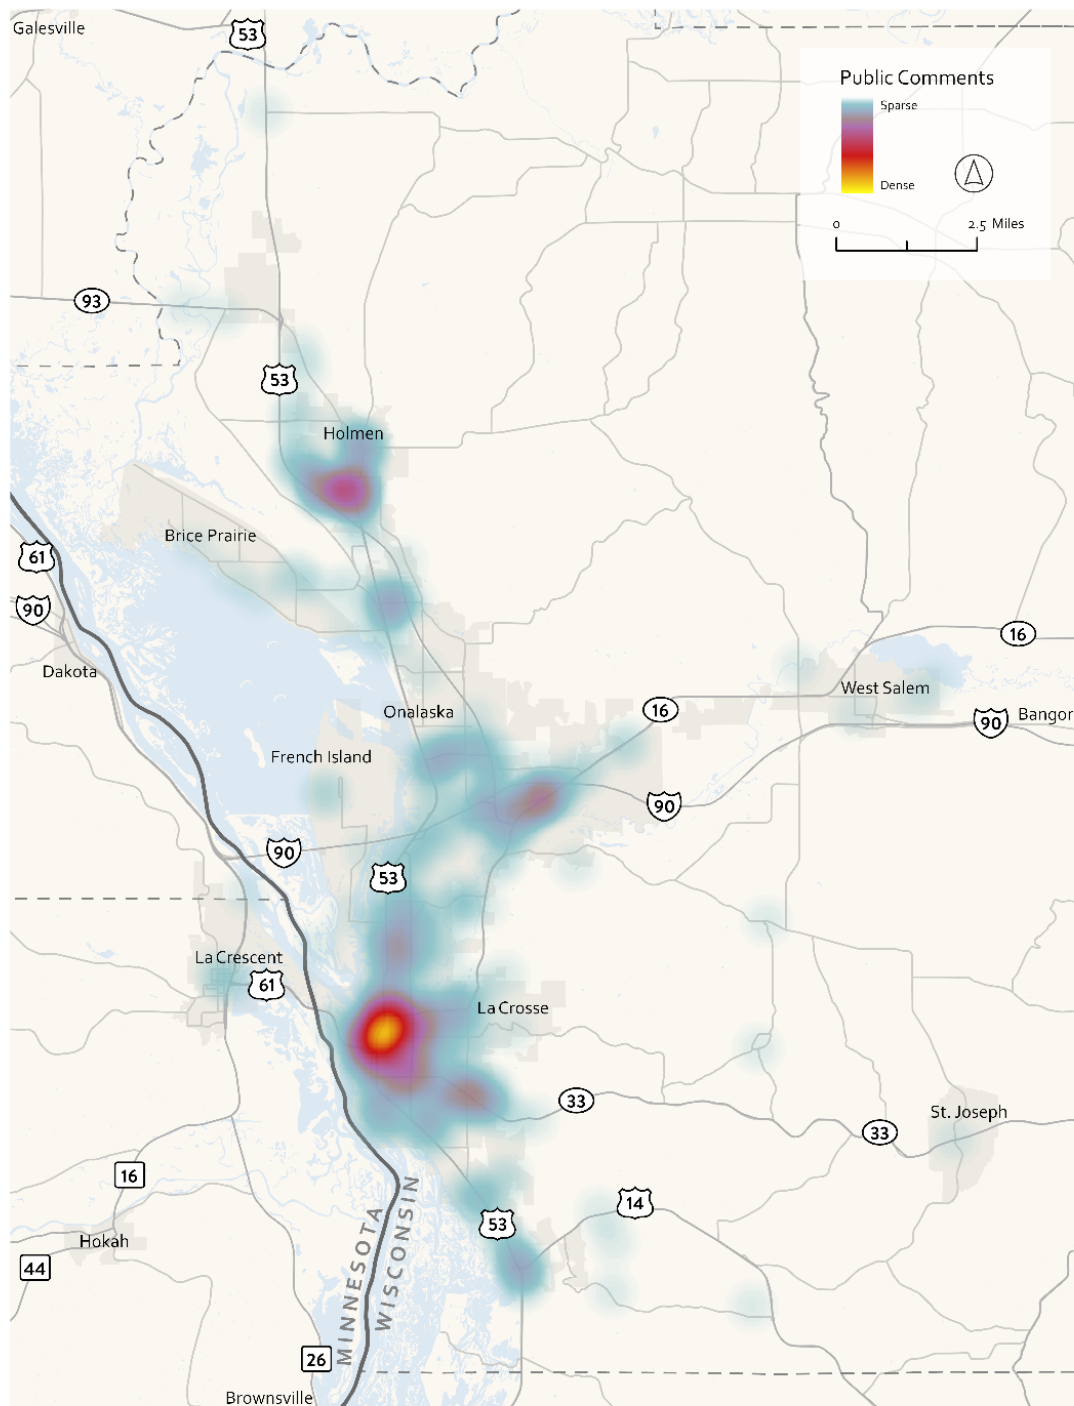 Galesville
53
Public Comments
Sparse
Dense
0
2.5 Miles
93
53
Holmen
Brice Prairie
61
90
16
Dakota
West Salem
Onalaska
16
Bangor
90
French Island
90
90
53
La Crescent
61
La Crosse
33
St. Joseph
33
16
14
53
Hokah
44
MINNESOTA
WISCONSIN
26
Brownsville